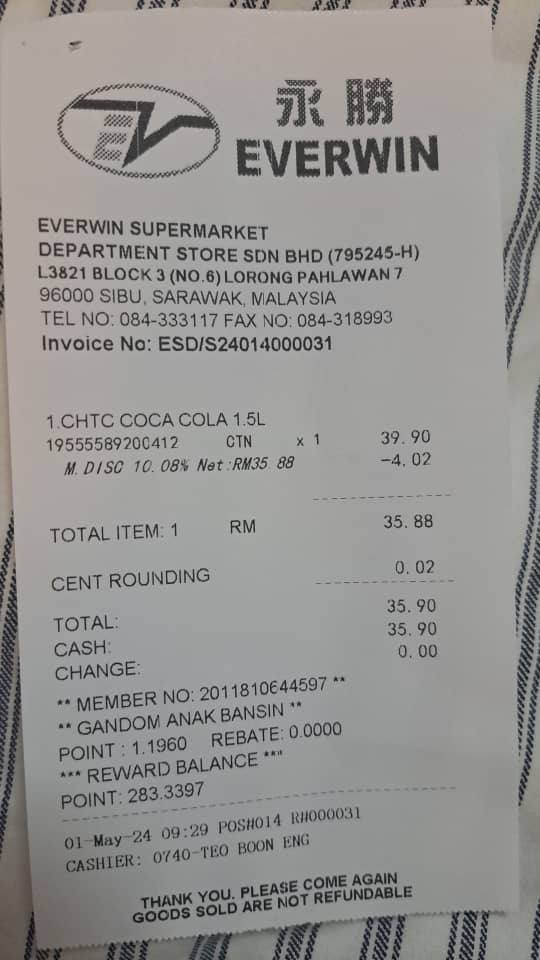 永勝
EVERWIN
EVERWIN SUPERMARKET
DEPARTMENT STORE SDN BHD (795245-H)
L3821 BLOCK 3 (NO.6) LORONG PAHLAWAN 7
96000 SIBU, SARAWAK, MALAYSIA
TEL NO: 084-333117 FAX NO: 084-318993
Invoice No: ESD/S24014000031
1.CHTC COCA COLA 1.5L
19555589200412 CTN x 1 39.90
M.DISC 10.08% Net:RM35.88 -4.02
TOTAL ITEM: 1 RM 35.88
CENT ROUNDING 0.02
TOTAL: 35.90
CASH: 35.90
CHANGE: 0.00
** MEMBER NO: 2011810644597 **
** GANDOM ANAK BANSIN **
POINT : 1.1960 REBATE: 0.0000
*** REWARD BALANCE ***
POINT: 283.3397
01-May-24 09:29 POS#014 R#000031
CASHIER: 0740-TEO BOON ENG
THANK YOU. PLEASE COME AGAIN
GOODS SOLD ARE NOT REFUNDABLE